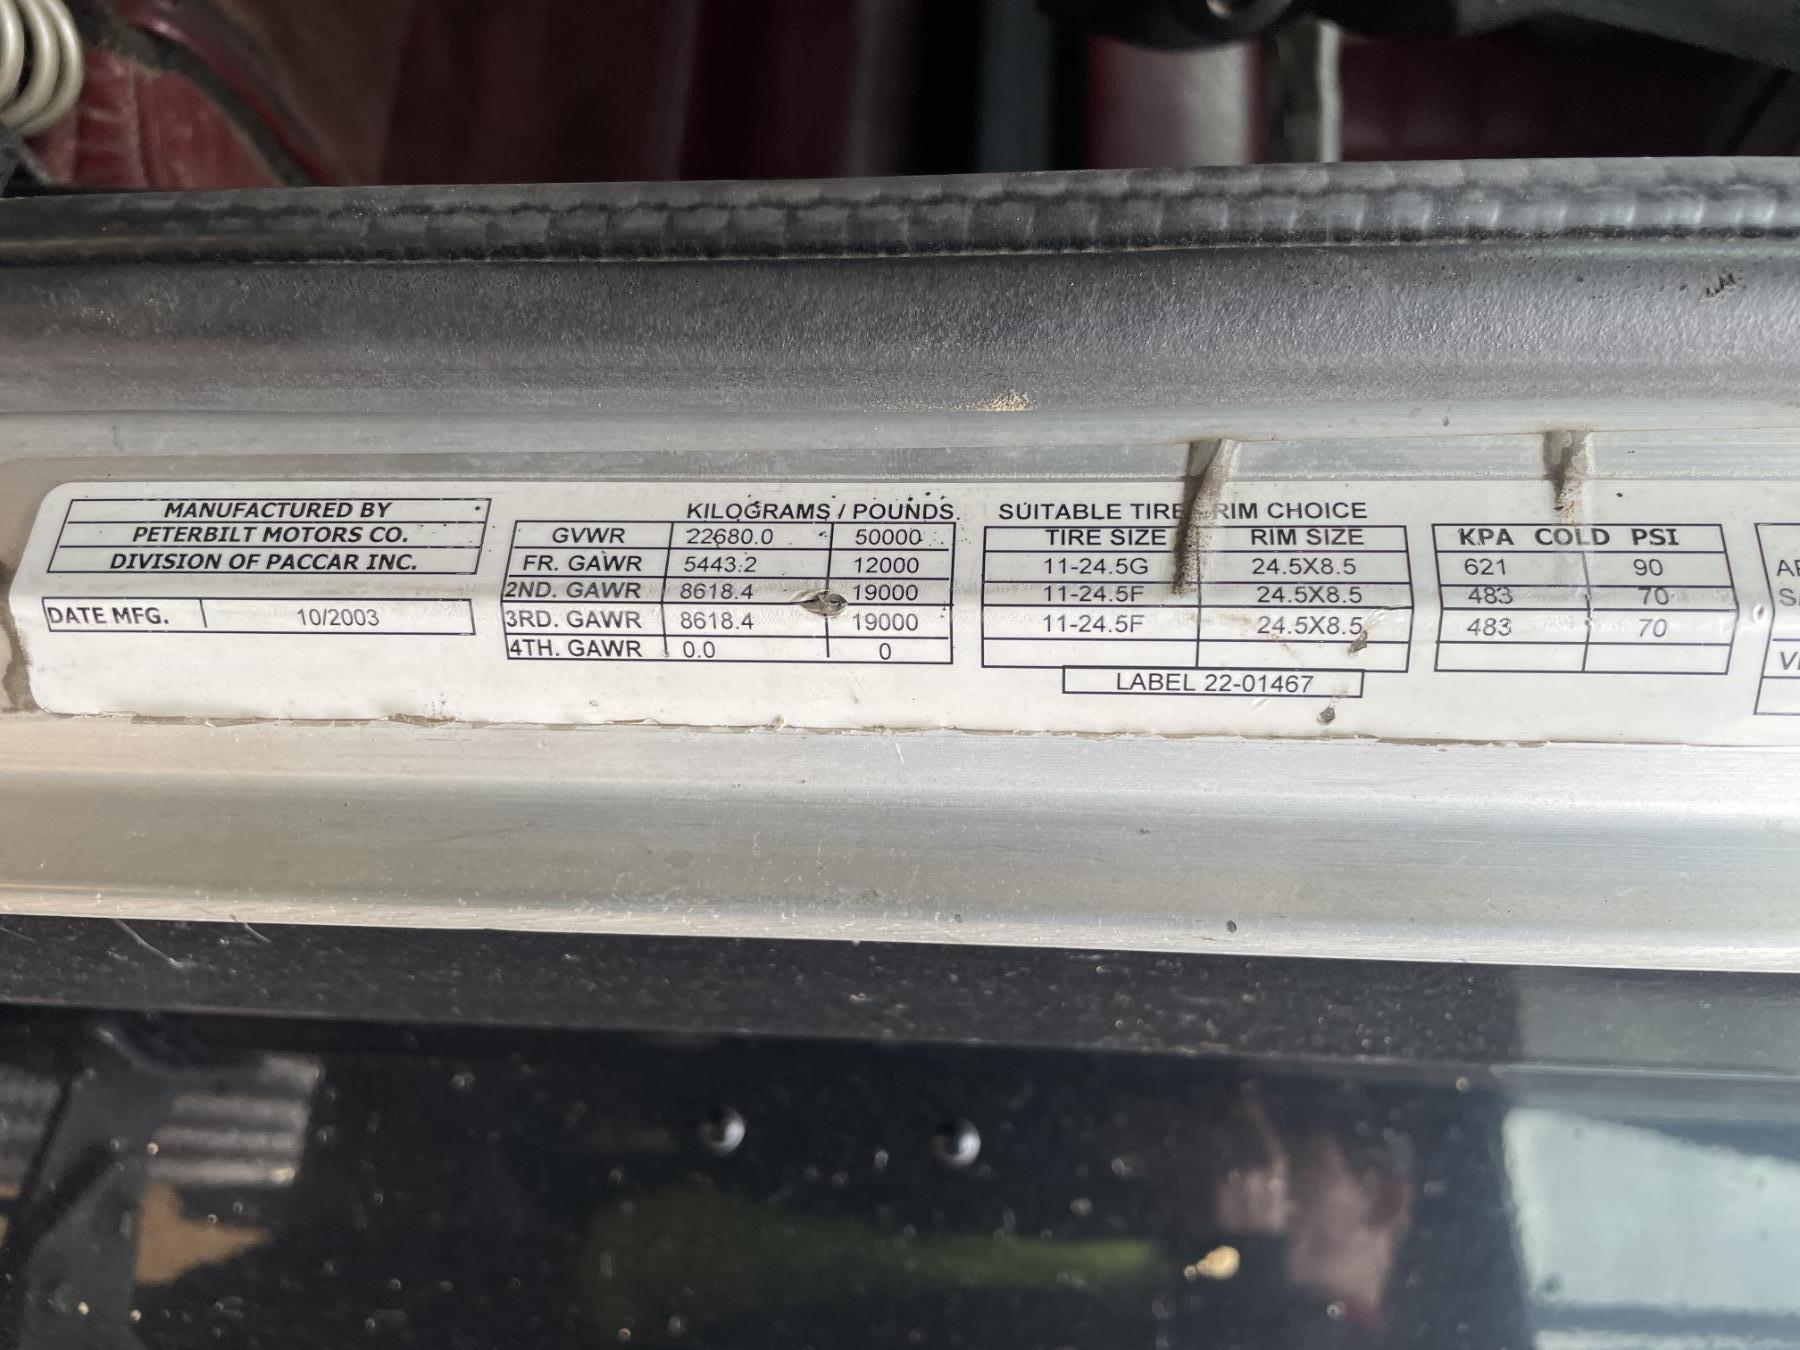 MANUFACTURED BY
PETERBILT MOTORS CO.
DIVISION OF PACCAR INC.
DATE MFG. 10/2003
KILOGRAMS / POUNDS
GVWR 22680.0 50000
FR. GAWR 5443.2 12000
2ND. GAWR 8618.4 19000
3RD. GAWR 8618.4 19000
4TH. GAWR 0.0 0
SUITABLE TIRE RIM CHOICE
TIRE SIZE RIM SIZE
11-24.5G 24.5X8.5
11-24.5F 24.5X8.5
11-24.5F 24.5X8.5
LABEL 22-01467
KPA COLD PSI
621 90
483 70
483 70